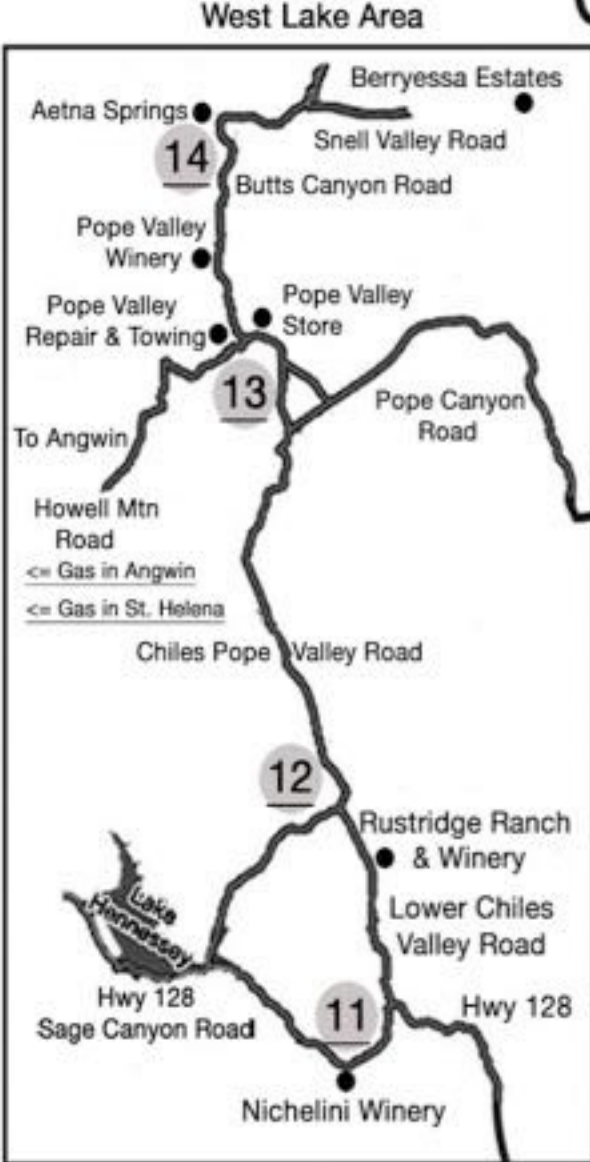 West Lake Area
Berryessa Estates
Aetna Springs
Snell Valley Road
14
Butts Canyon Road
Pope Valley
Winery
Pope Valley
Store
Pope Valley
Repair & Towing
13
Pope Canyon
Road
To Angwin
Howell Mtn
Road
<= Gas in Angwin
<= Gas in St. Helena
Chiles Pope Valley Road
12
Rustridge Ranch
& Winery
Lake
Hennessey
Lower Chiles
Valley Road
Hwy 128
Sage Canyon Road
11
Hwy 128
Nichelini Winery